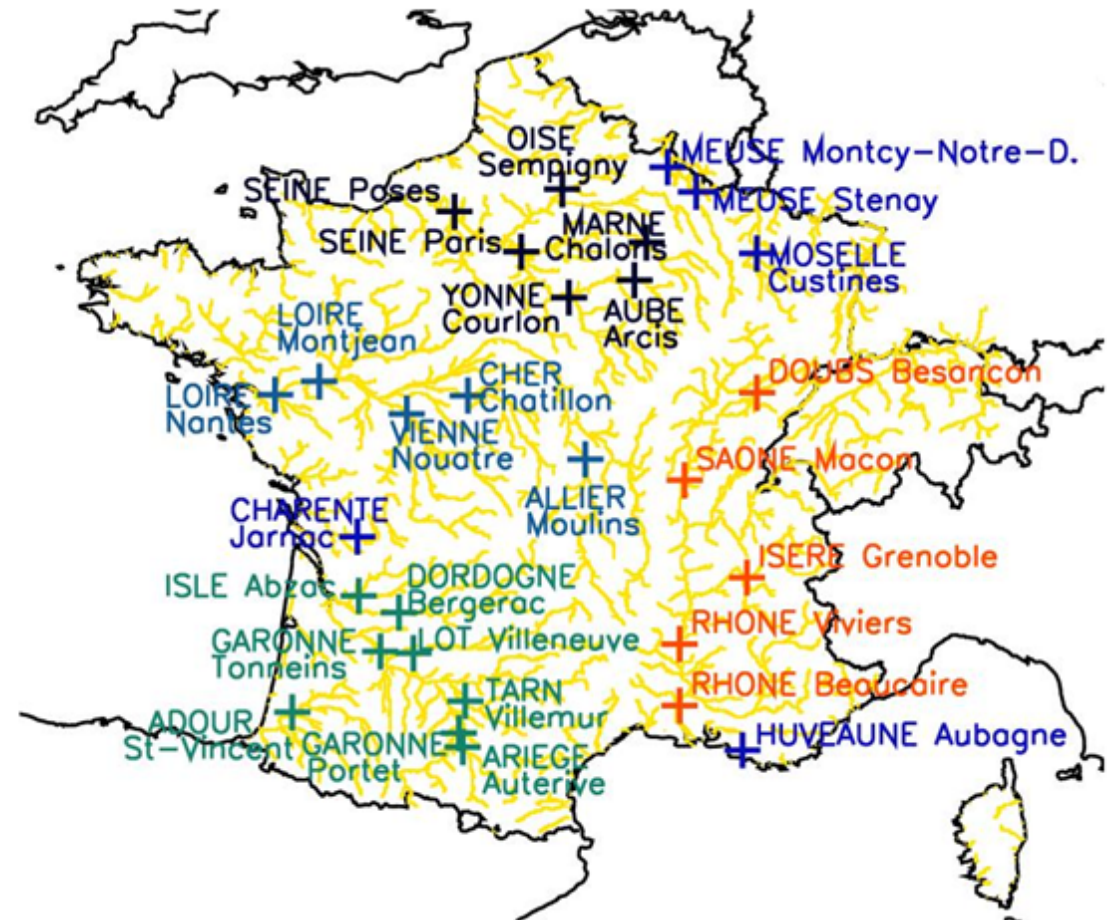 OISE
Sempigny
MEUSE Montcy-Notre-D.
SEINE Poses
MEUSE Stenay
MARNE
Chalons
SEINE Paris
MOSELLE
Custines
YONNE
Courlon
AUBE
Arcis
LOIRE
Montjean
CHER
Chatillon
DOUBS Besancon
LOIRE
Nantes
VIENNE
Nouatre
SAONE Macon
ALLIER
Moulins
CHARENTE
Jarnac
ISERE Grenoble
ISLE Abzac
DORDOGNE
Bergerac
RHONE Viviers
GARONNE
Tonneins
LOT Villeneuve
RHONE Beaucaire
TARN
Villemur
ADOUR
St-Vincent
GARONNE
Portet
HUVEAUNE Aubagne
ARIEGE
Auterive